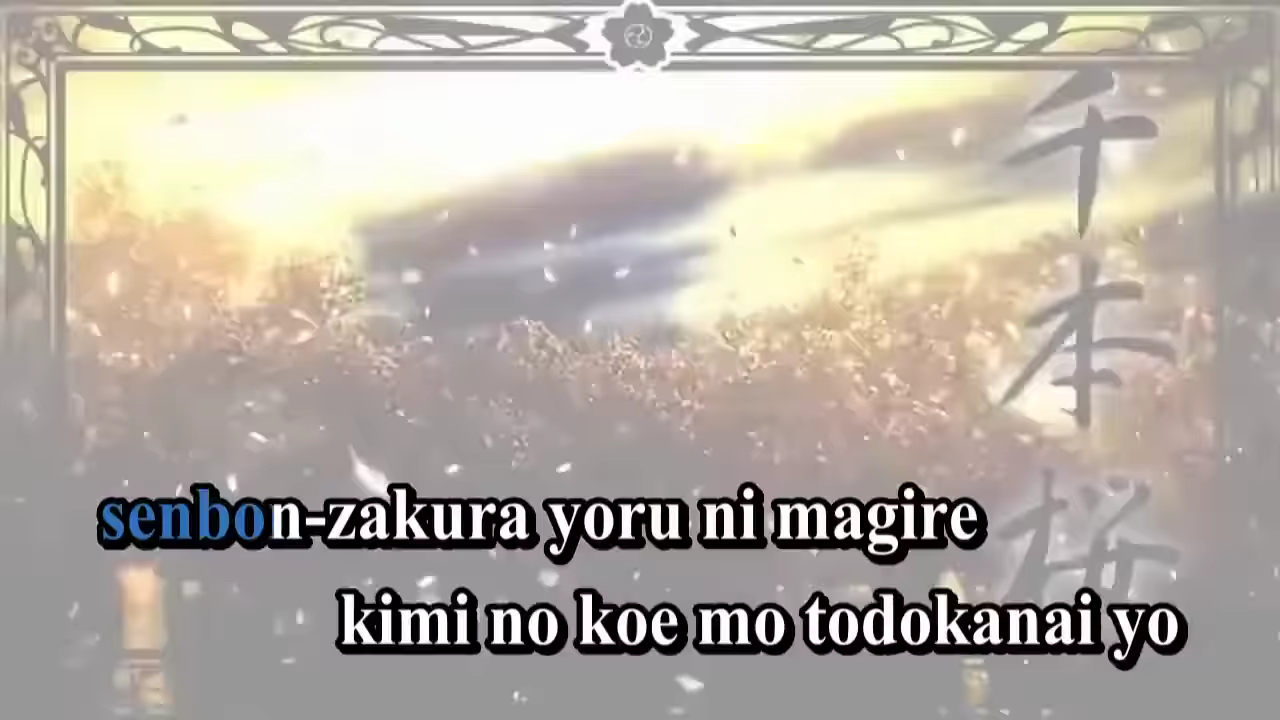 千本桜
senbon-zakura yoru ni magire
kimi no koe mo todokanai yo